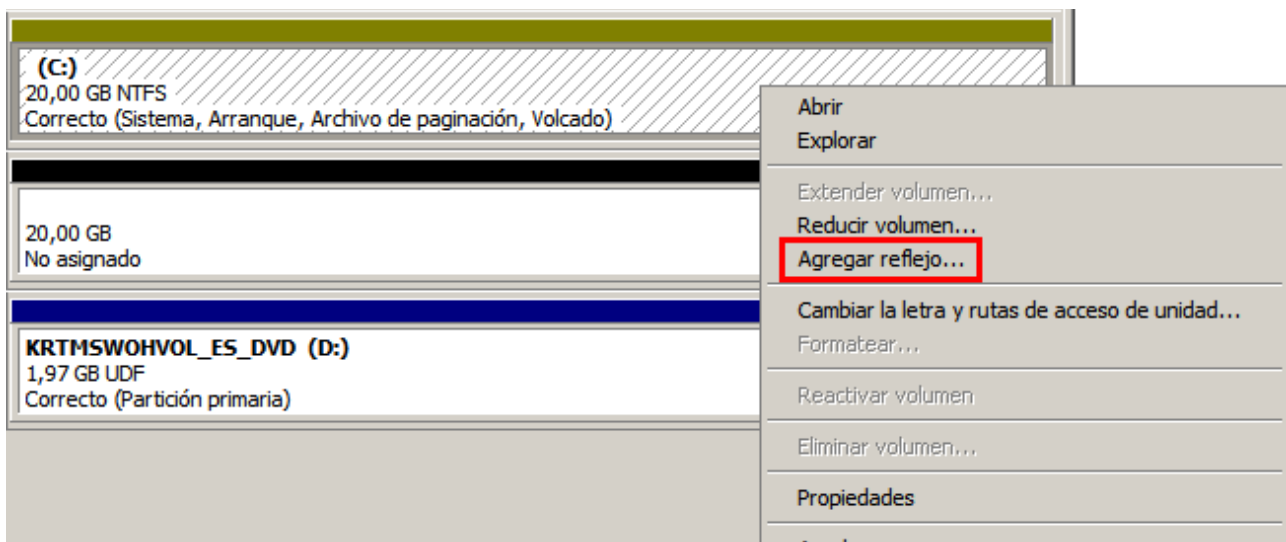 (C:)
20,00 GB NTFS
Correcto (Sistema, Arranque, Archivo de paginación, Volcado)
20,00 GB
No asignado
KRTMSWOHVOL_ES_DVD (D:)
1,97 GB UDF
Correcto (Partición primaria)
Abrir
Explorar
Extender volumen...
Reducir volumen...
Agregar reflejo...
Cambiar la letra y rutas de acceso de unidad...
Formatear...
Reactivar volumen
Eliminar volumen...
Propiedades